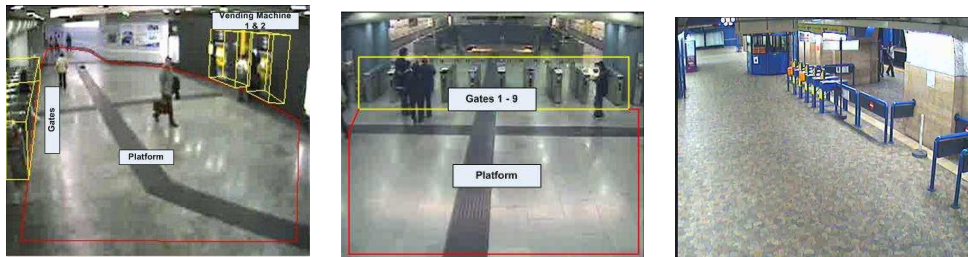 Vending Machine
1 & 2
Gates
Platform
Gates 1 - 9
Platform